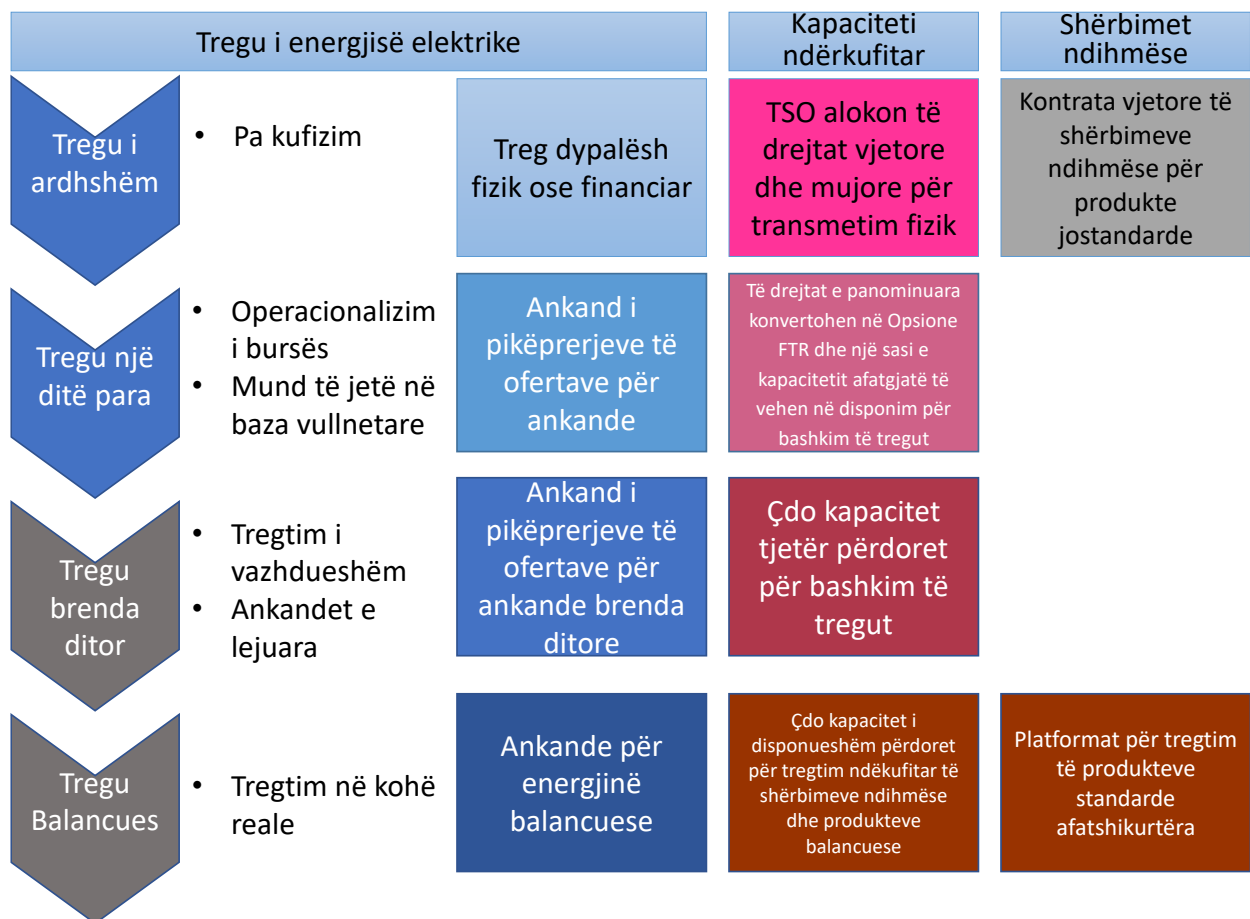 Tregu i energjisë elektrike
Kapaciteti
ndërkufitar
Shërbimet
ndihmëse
Tregu i
ardhshëm
• Pa kufizim
Treg dypalësh
fizik ose financiar
TSO alokon të
drejtat vjetore
dhe mujore për
transmetim fizik
Kontrata vjetore të
shërbimeve
ndihmëse për
produkte
jostandarde
Tregu një
ditë para
• Operacionalizim
i bursës
• Mund të jetë në
baza vullnetare
Ankand i
pikëprerjeve të
ofertave për
ankande
Të drejtat e panominuara
konvertohen në Opsione
FTR dhe një sasi e
kapacitetit afatgjatë të
vehen në disponim për
bashkim të tregut
Tregu
brenda
ditor
• Tregtim i
vazhdueshëm
• Ankandet e
lejuara
Ankand i
pikëprerjeve të
ofertave për
ankande brenda
ditore
Çdo kapacitet
tjetër përdoret
për bashkim të
tregut
Tregu
Balancues
• Tregtim në kohë
reale
Ankande për
energjinë
balancuese
Çdo kapacitet i
disponueshëm përdoret
për tregtim ndëkufitar të
shërbimeve ndihmëse
dhe produkteve
balancuese
Platformat për tregtim
të produkteve
standarde
afatshikurtëra